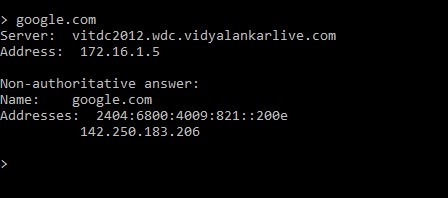 > google.com
Server:  vitdc2012.wdc.vidyalankarlive.com
Address:  172.16.1.5
Non-authoritative answer:
Name:    google.com
Addresses:  2404:6800:4009:821::200e
          142.250.183.206
>